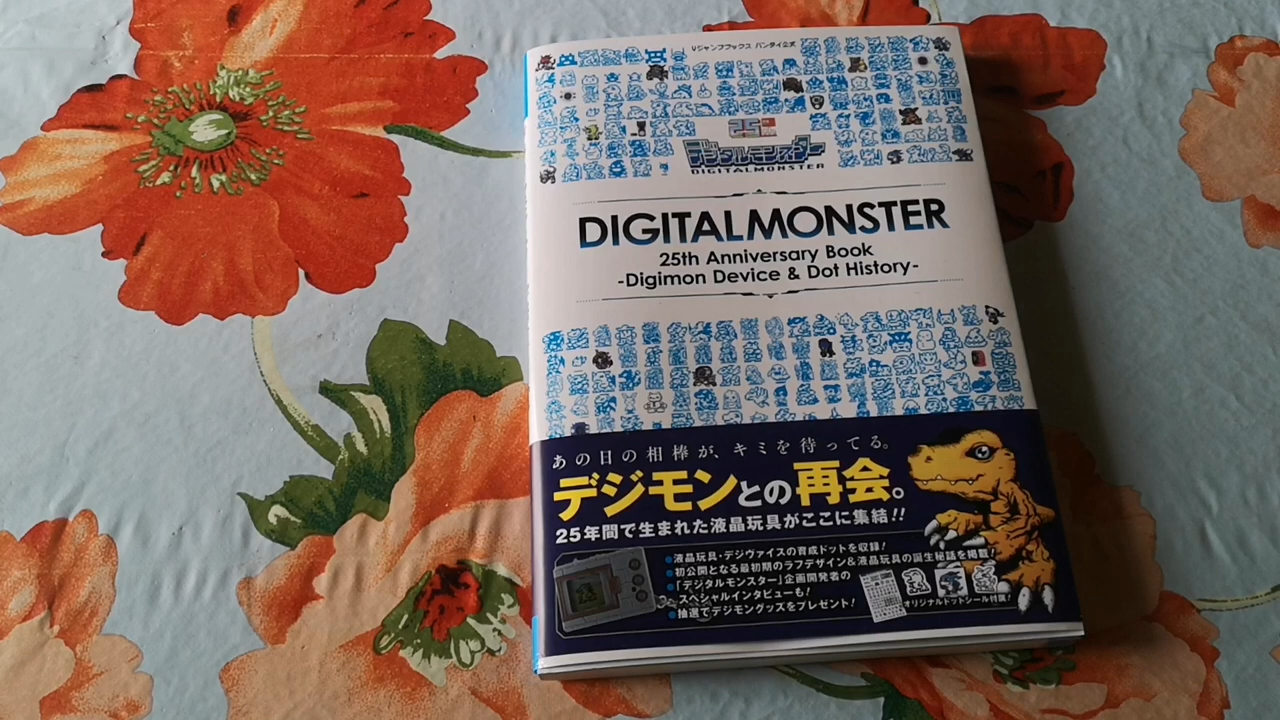 Vジャンプブックス バンダイ公式
25
デジタルモンスター
DIGITALMONSTER
DIGITALMONSTER
25th Anniversary Book
-Digimon Device & Dot History-
あの日の相棒が、キミを待ってる。
デジモンとの再会。
25年間で生まれた液晶玩具がここに集結!!
●液晶玩具・デジヴァイスの育成ドットを収録!
●初公開となる最初期のラフデザイン&液晶玩具の誕生秘話を掲載!
●「デジタルモンスター」企画開発者の
スペシャルインタビューも!
●抽選でデジモングッズをプレゼント!
オリジナルドットシール付属!